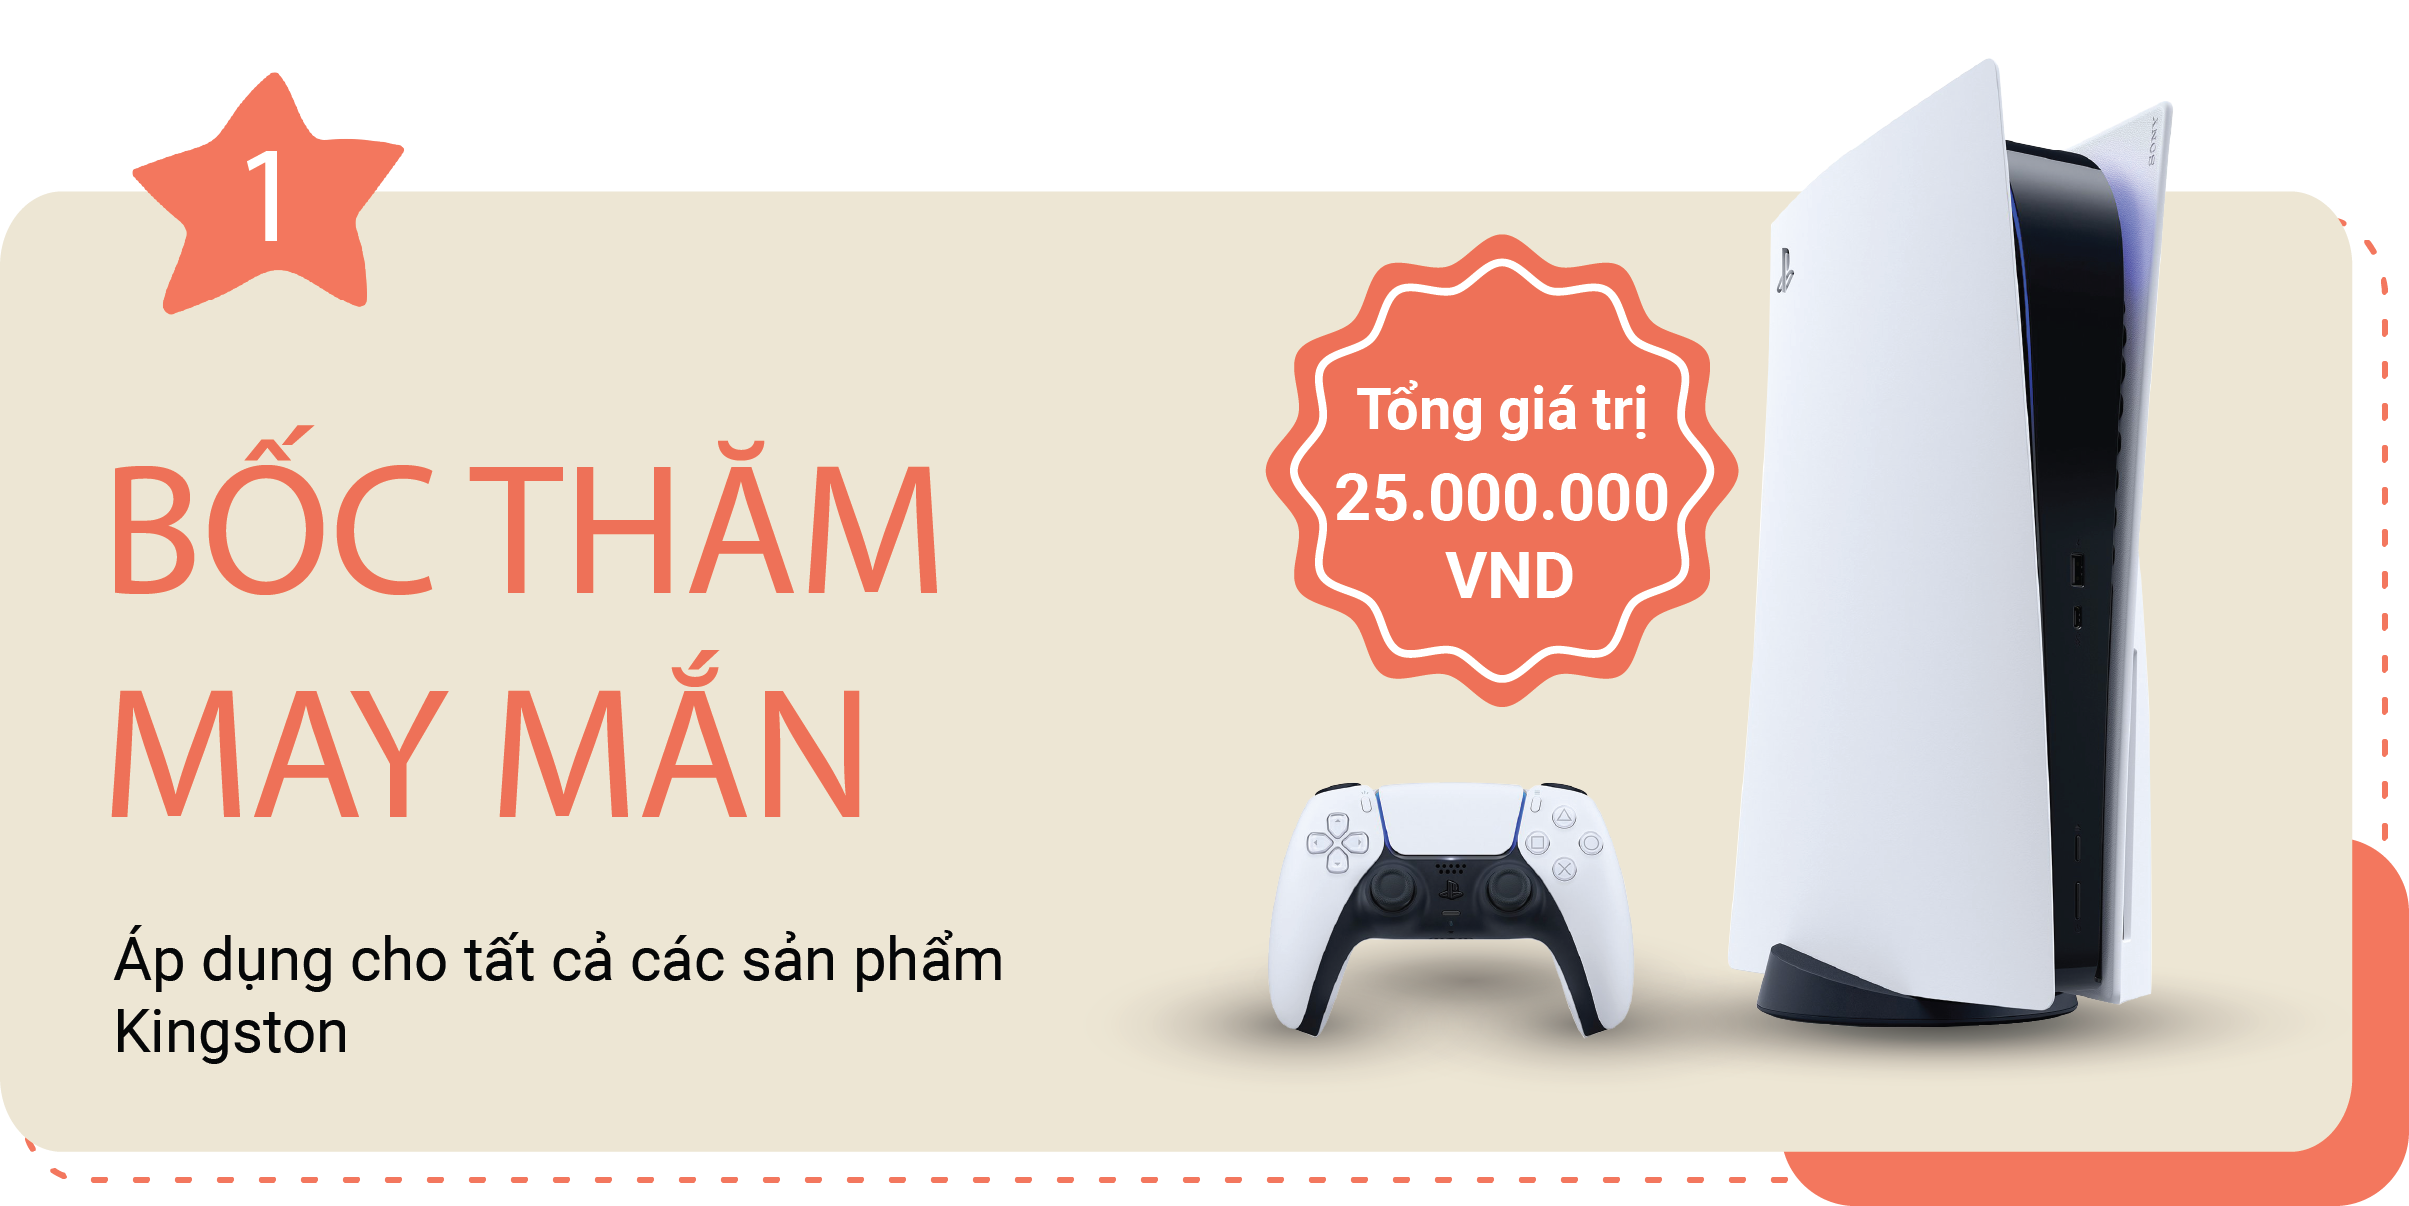 1
BỐC THĂM
MAY MẮN
Áp dụng cho tất cả các sản phẩm
Kingston
Tổng giá trị
25.000.000
VND
SONY